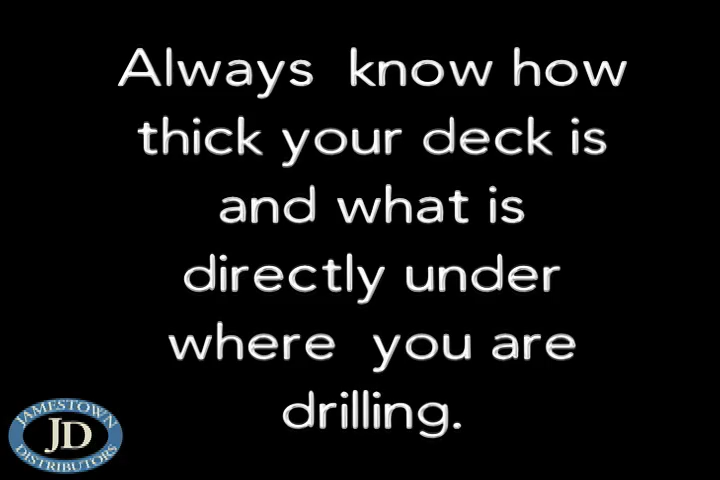 Always know how
thick your deck is
and what is
directly under
where you are
drilling.
JAMESTOWN
JD
DISTRIBUTORS